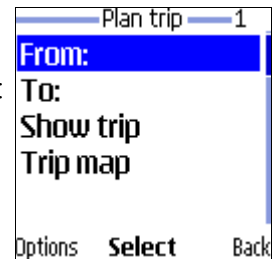 Plan trip 1
From:
To:
Show trip
Trip map
Options Select Back